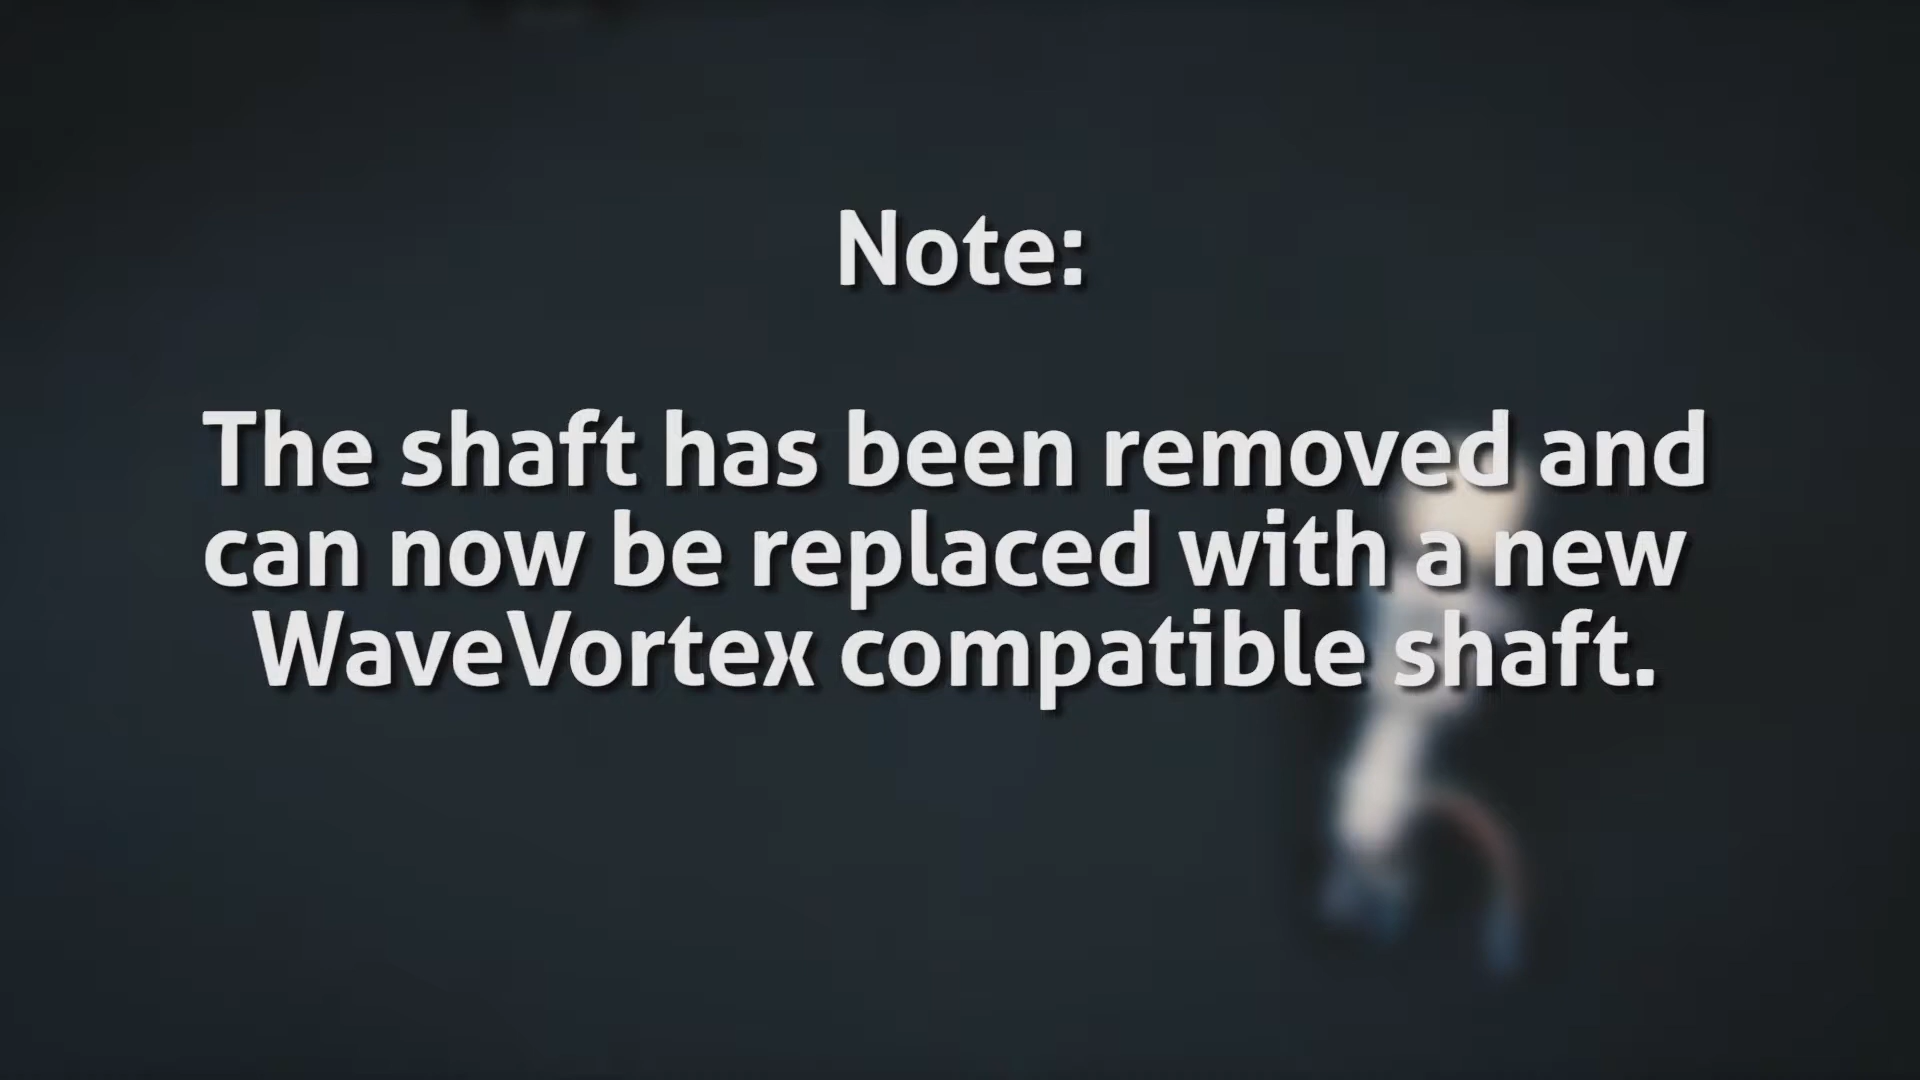 Note:
The shaft has been removed and
can now be replaced with a new
WaveVortex compatible shaft.